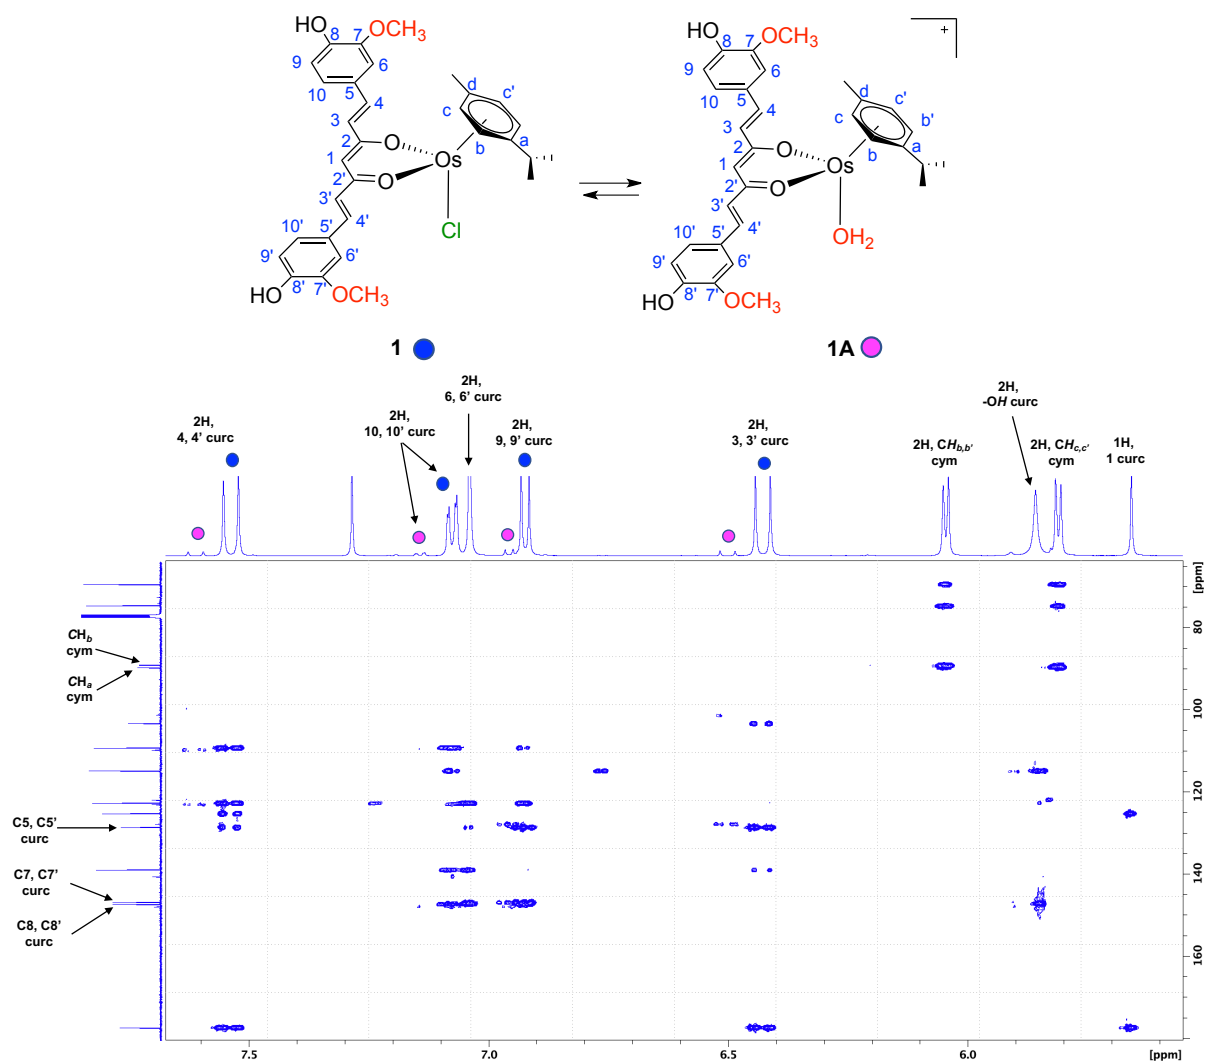 HO
8
7
OCH3
9
6
10
5
4
3
2
1
2'
3'
4'
5'
10'
9'
6'
8'
7'
HO
OCH3
O
O
Os
Cl
d
c'
c
a
b
HO
8
7
OCH3
9
6
10
5
4
3
2
1
2'
3'
4'
5'
10'
9'
6'
8'
7'
HO
OCH3
O
O
Os
OH2
d
c'
c
b'
a
b
+
1
1A
2H,
4, 4' curc
2H,
10, 10' curc
2H,
6, 6' curc
2H,
9, 9' curc
2H,
3, 3' curc
2H, CHb,b'
cym
2H,
-OH curc
2H, CHc,c'
cym
1H,
1 curc
CHb
cym
CHa
cym
C5, C5'
curc
C7, C7'
curc
C8, C8'
curc
[ppm]
80
100
120
140
160
7.5
7.0
6.5
6.0
[ppm]